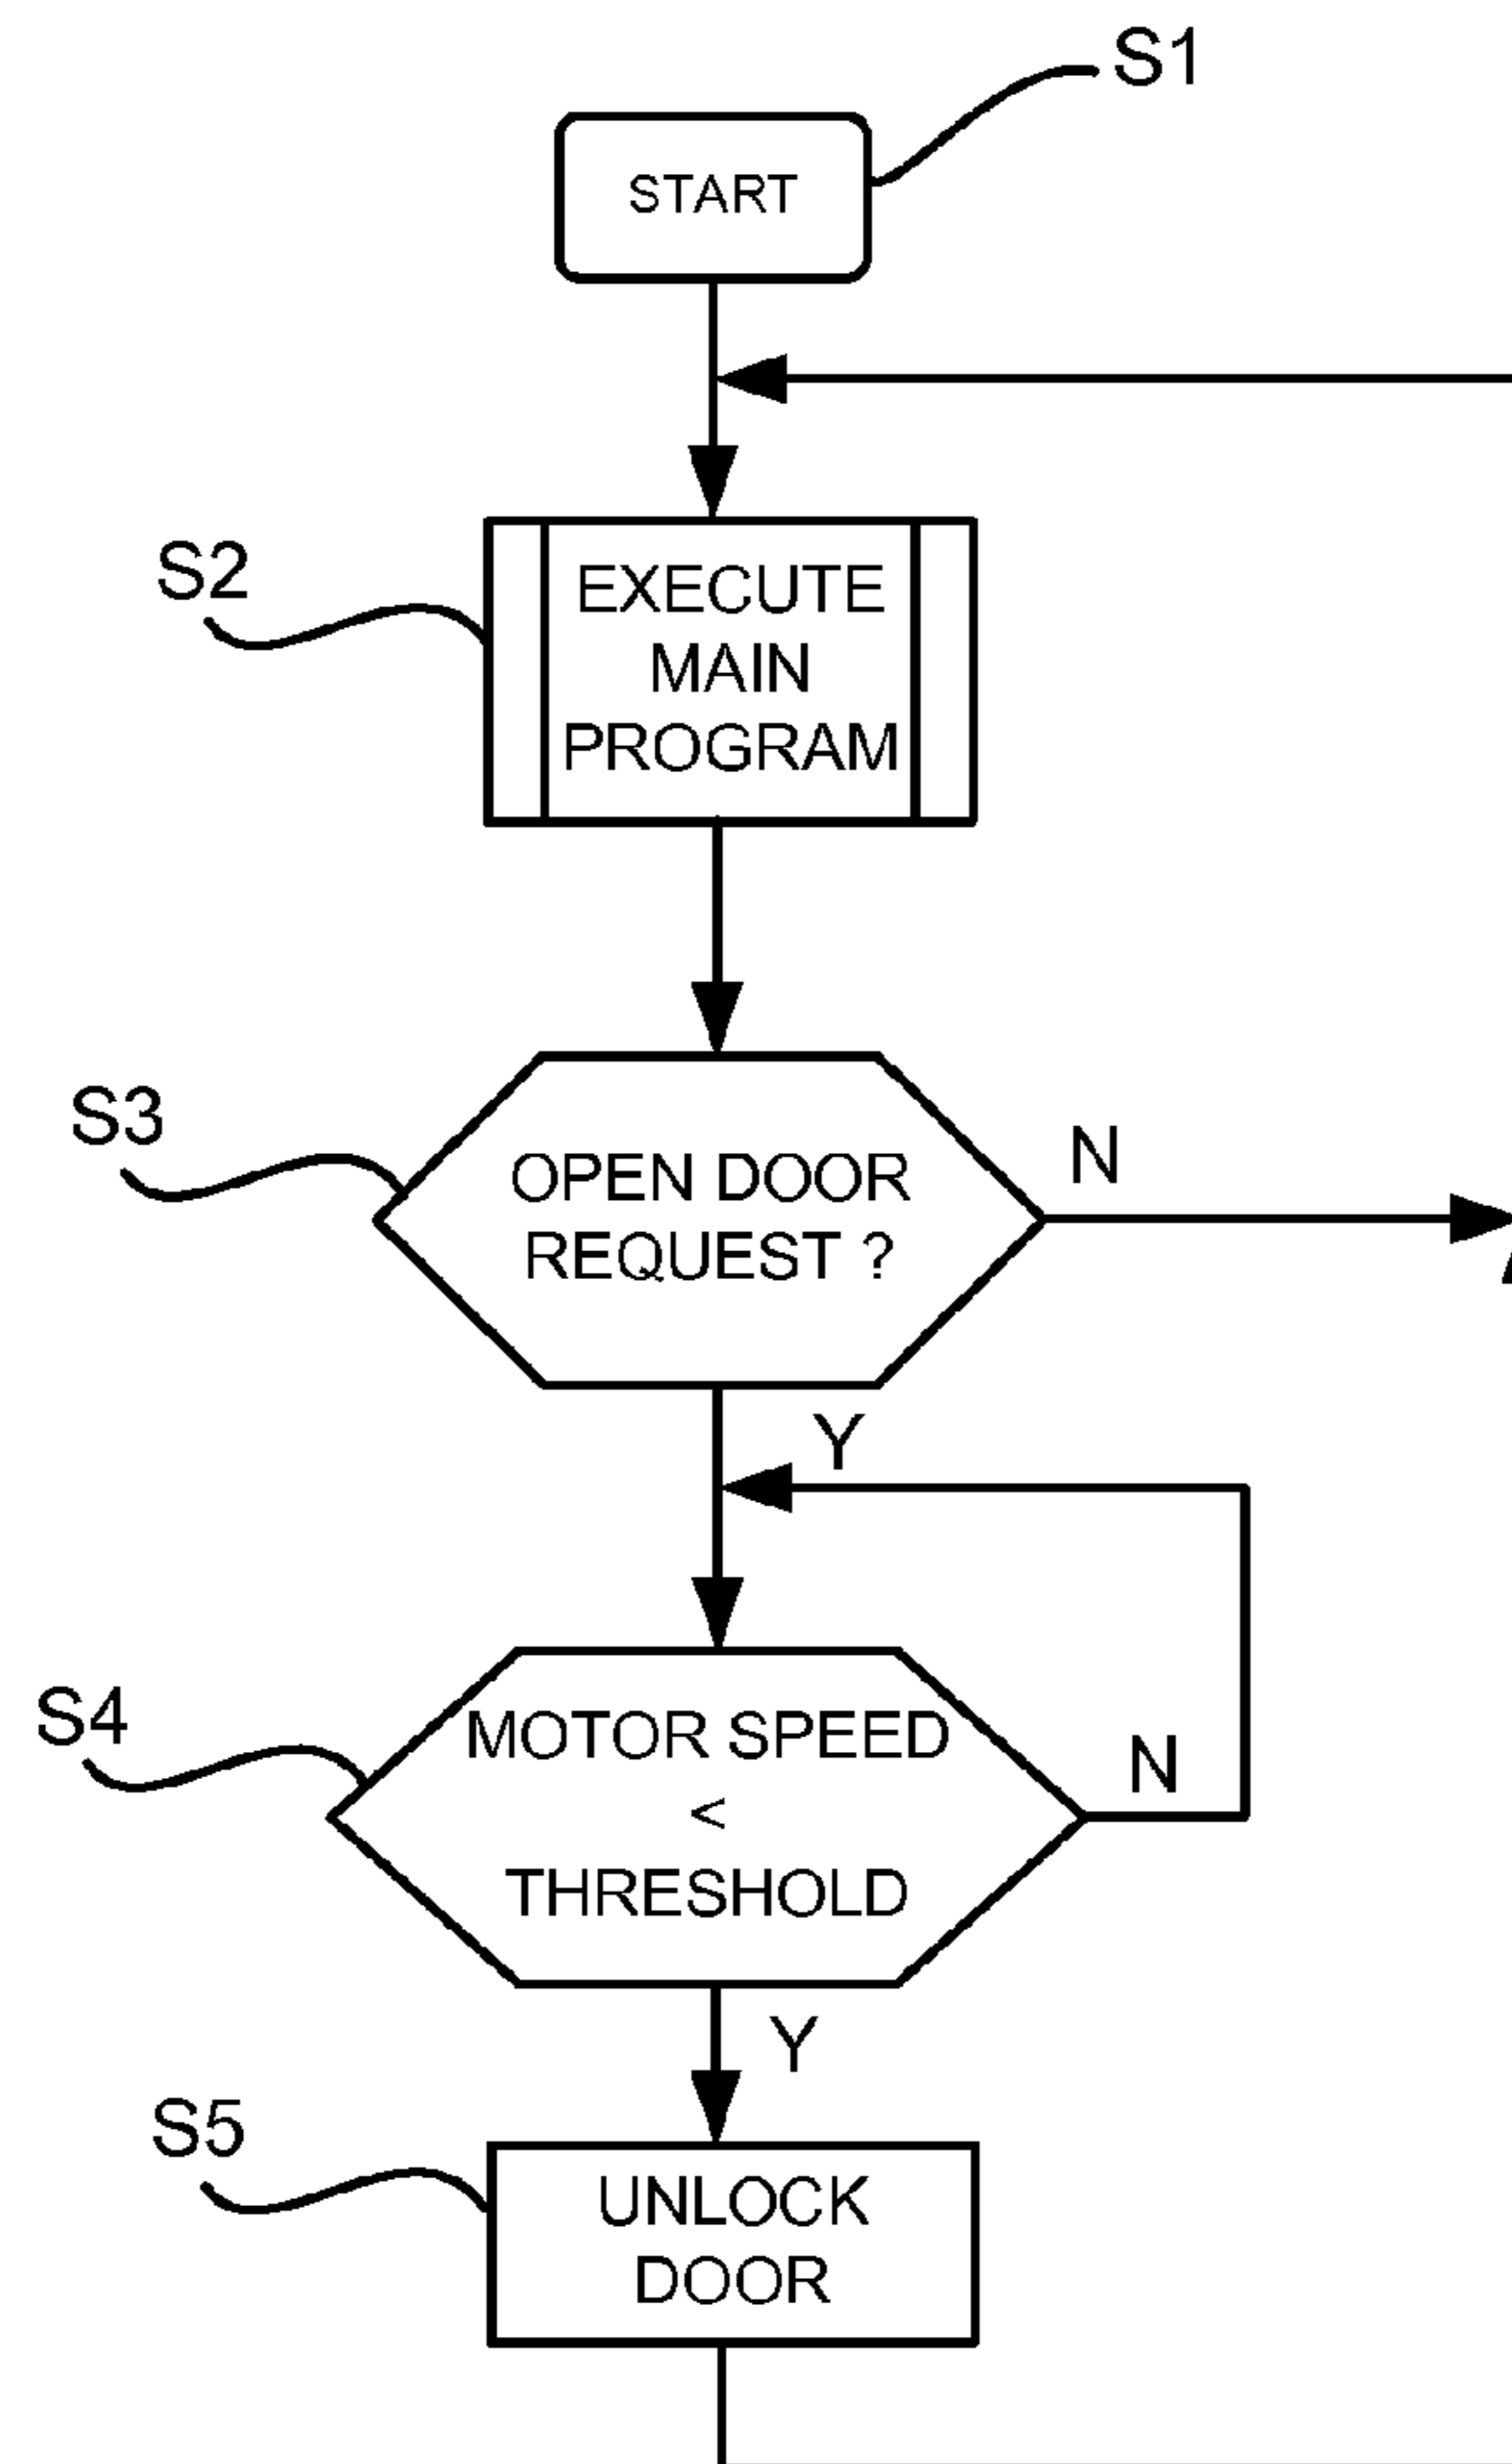 S1
START
S2
EXECUTE
MAIN
PROGRAM
S3
OPEN DOOR
REQUEST ?
N
Y
S4
MOTOR SPEED
<
THRESHOLD
N
Y
S5
UNLOCK
DOOR